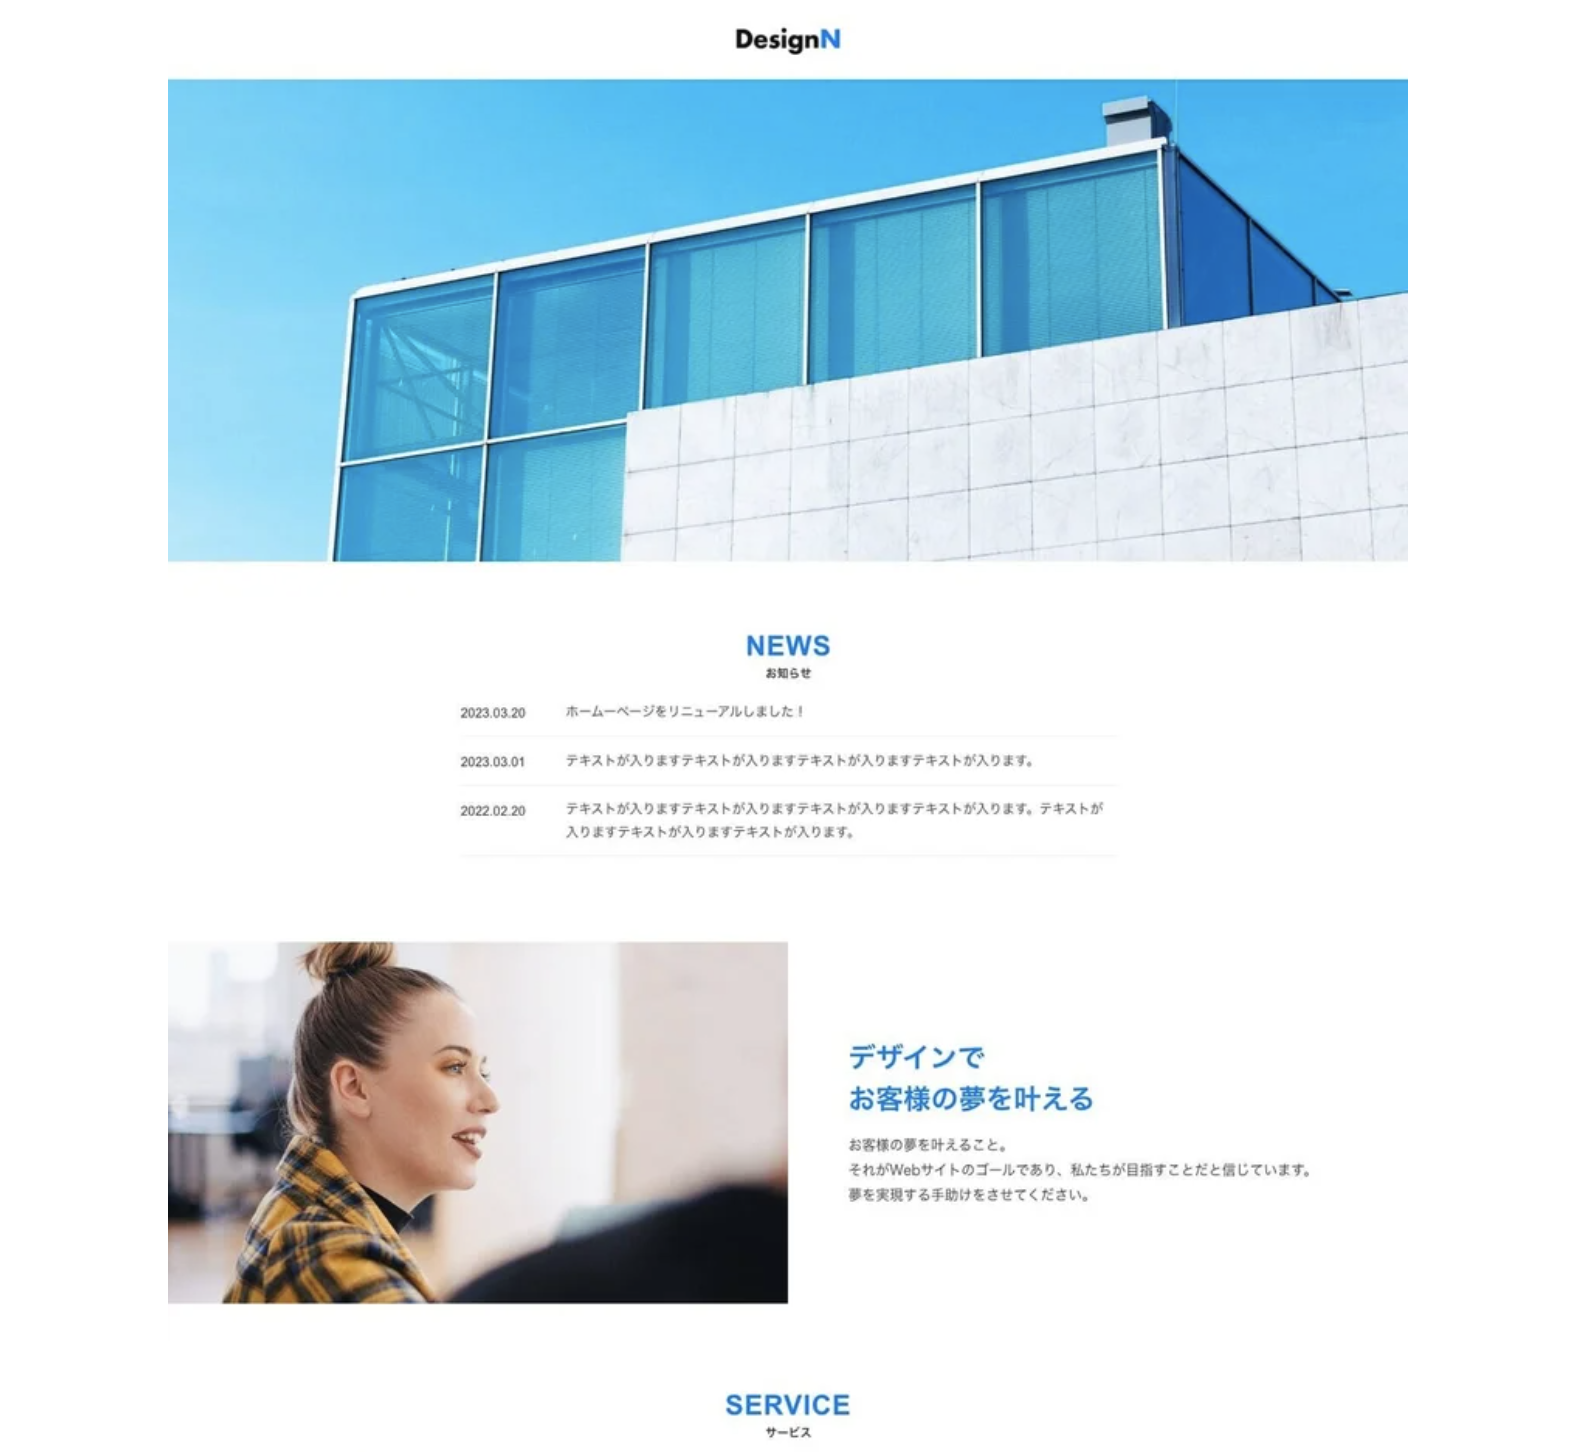 DesignN
NEWS
お知らせ
2023.03.20 ホームーページをリニューアルしました！
2023.03.01 テキストが入りますテキストが入りますテキストが入りますテキストが入ります。
2022.02.20 テキストが入りますテキストが入りますテキストが入りますテキストが入ります。テキストが
入りますテキストが入りますテキストが入ります。
デザインで
お客様の夢を叶える
お客様の夢を叶えること。
それがWebサイトのゴールであり、私たちが目指すことだと信じています。
夢を実現する手助けをさせてください。
SERVICE
サービス